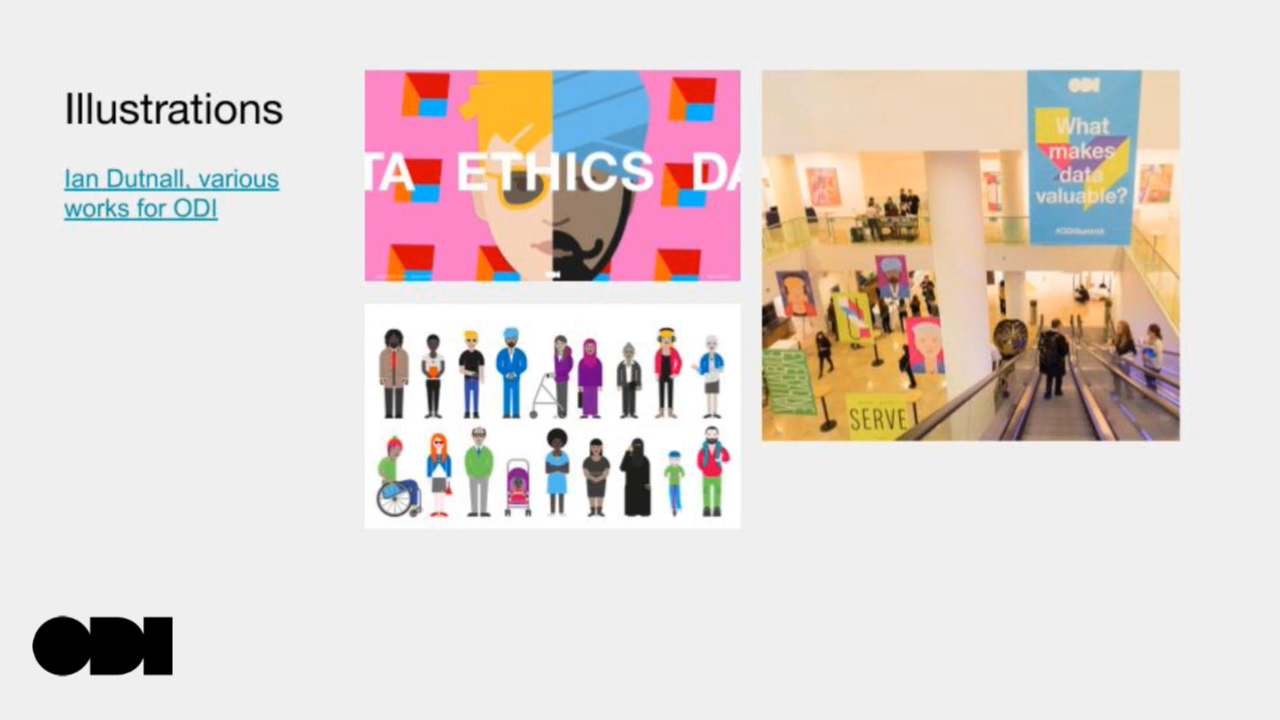 Illustrations
Ian Dutnall, various
works for ODI
TA ETHICS DA
ODI
What
makes
data
valuable?
#ODISummit
SERVE
ODI